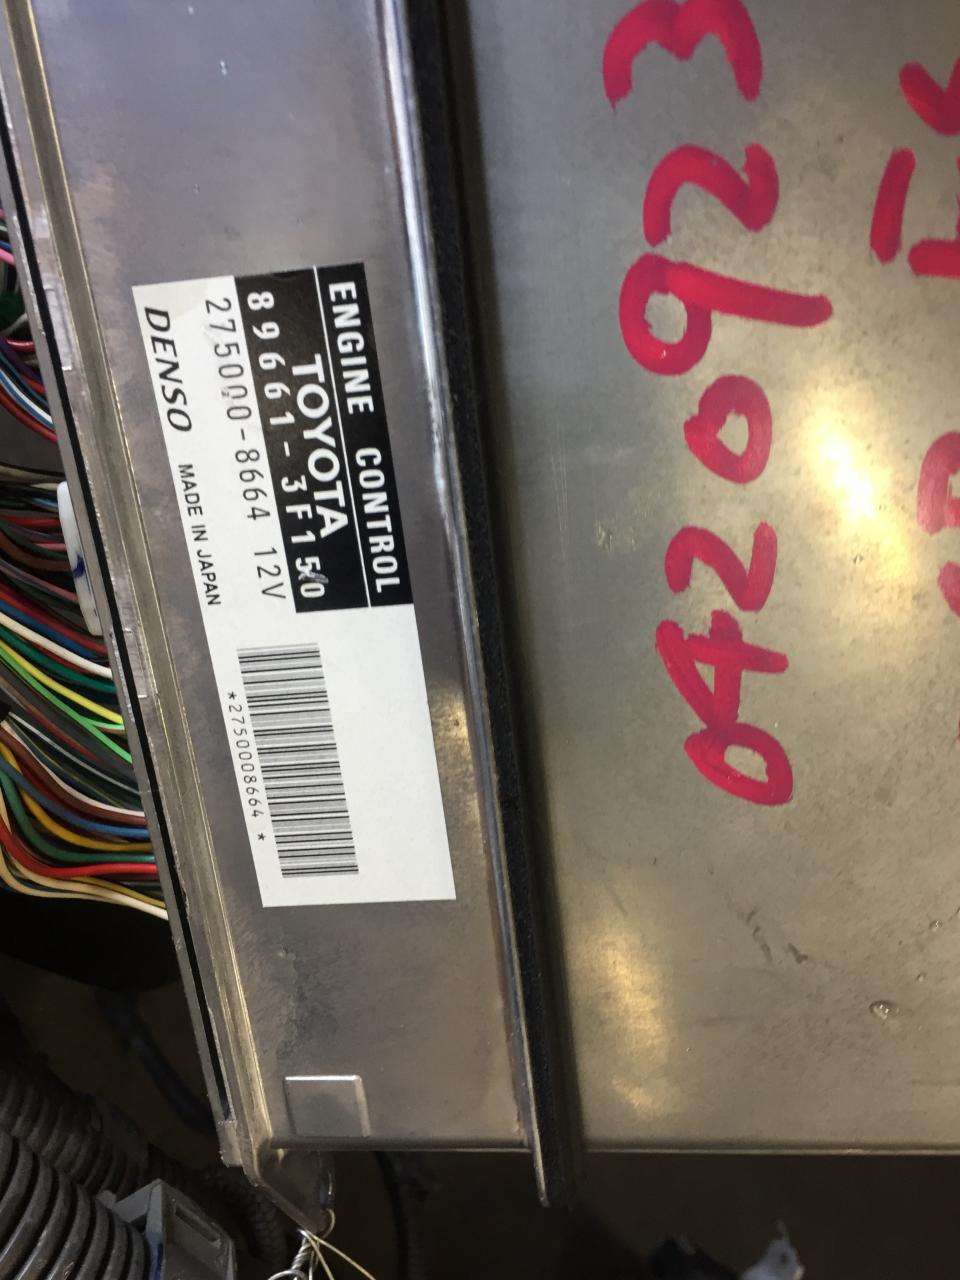 ENGINE CONTROL
TOYOTA
89661-3F150
275000-8664 12V
DENSO MADE IN JAPAN
*2750008664 *
0420923